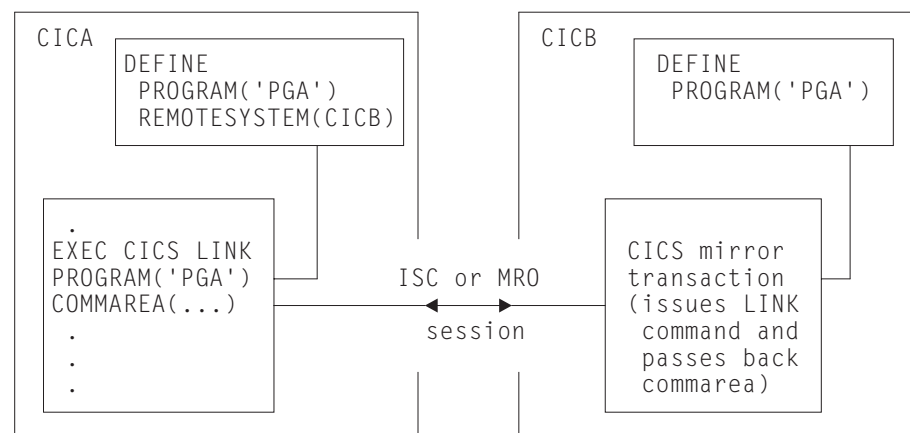 CICA
DEFINE
PROGRAM('PGA')
REMOTESYSTEM(CICB)
.
EXEC CICS LINK
PROGRAM('PGA')
COMMAREA(...)
.
.
.
ISC or MRO
session
CICB
DEFINE
PROGRAM('PGA')
CICS mirror
transaction
(issues LINK
command and
passes back
commarea)